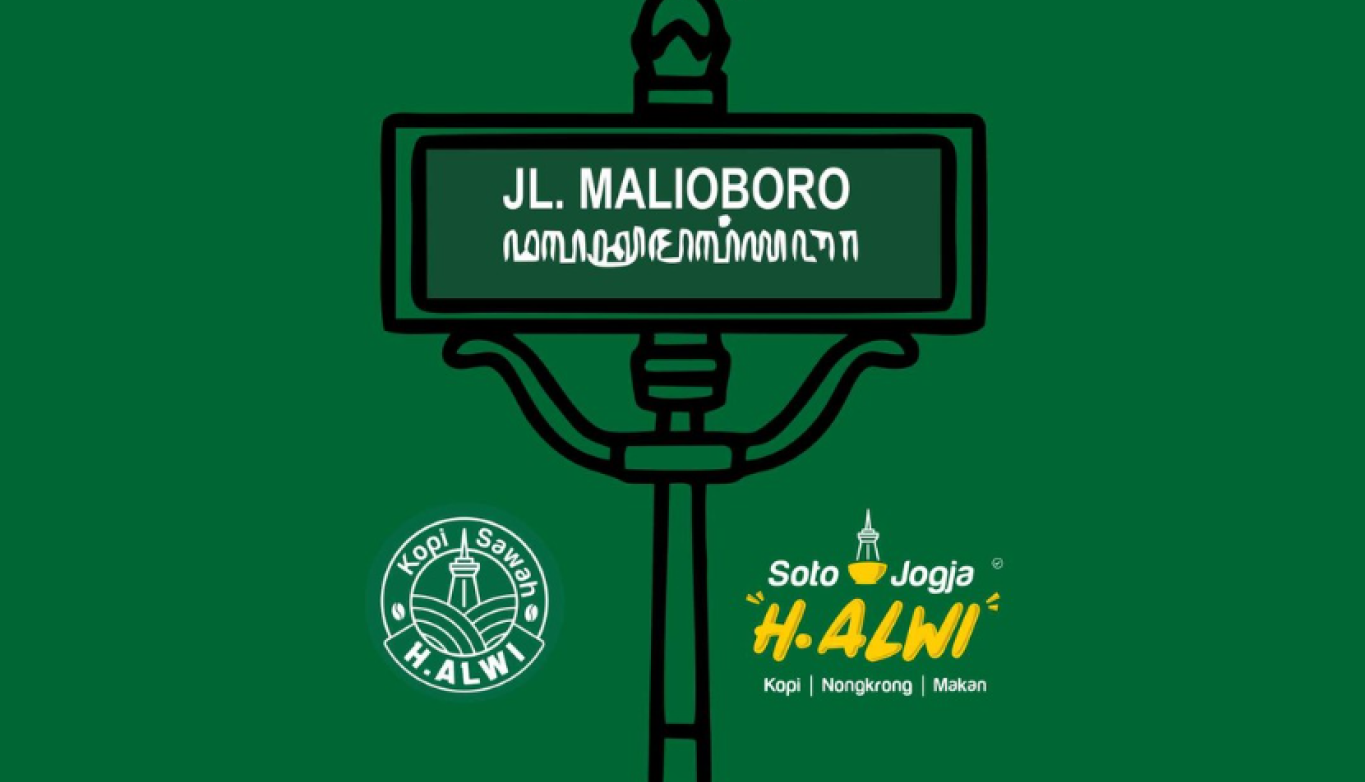 JL. MALIOBORO
Kopi Sawah
H.ALWI
Soto Jogja
H.ALWI
Kopi | Nongkrong | Makan